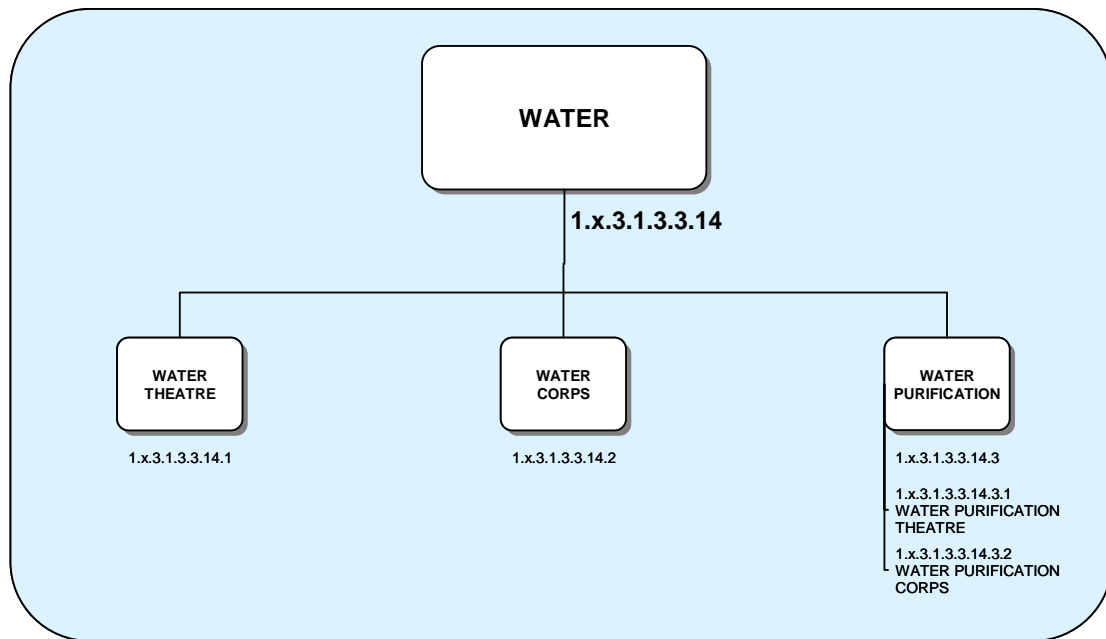 WATER
1.x.3.1.3.3.14
WATER
THEATRE
1.x.3.1.3.3.14.1
WATER
CORPS
1.x.3.1.3.3.14.2
WATER
PURIFICATION
1.x.3.1.3.3.14.3
1.x.3.1.3.3.14.3.1
WATER PURIFICATION
THEATRE
1.x.3.1.3.3.14.3.2
WATER PURIFICATION
CORPS